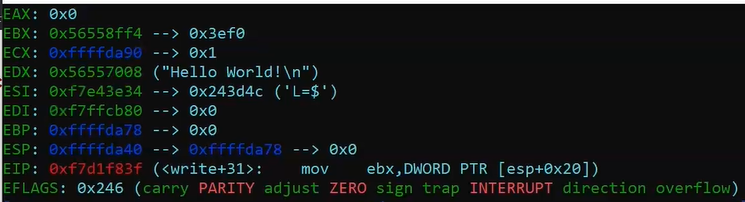 EAX: 0x0
EBX: 0x56558ff4 --> 0x3ef0
ECX: 0xffffda90 --> 0x1
EDX: 0x56557008 ("Hello World!\n")
ESI: 0xf7e43e34 --> 0x243d4c ('L=$')
EDI: 0xf7ffcb80 --> 0x0
EBP: 0xffffda78 --> 0x0
ESP: 0xffffda40 --> 0xffffda78 --> 0x0
EIP: 0xf7d1f83f (<write+31>: mov ebx,DWORD PTR [esp+0x20])
EFLAGS: 0x246 (carry PARITY adjust ZERO sign trap INTERRUPT direction overflow)